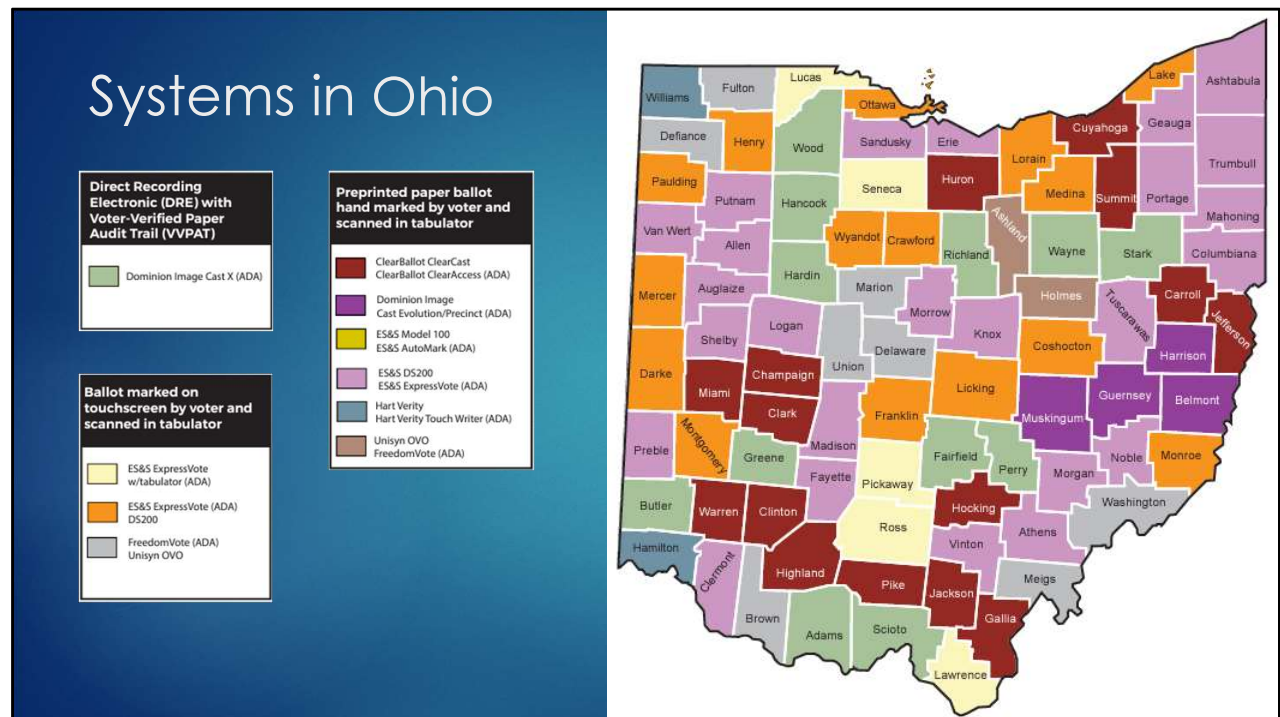 Systems in Ohio
Direct Recording
Electronic (DRE) with
Voter-Verified Paper
Audit Trail (VVPAT)
Dominion Image Cast X (ADA)
Ballot marked on
touchscreen by voter and
scanned in tabulator
ES&S ExpressVote
w/tabulator (ADA)
ES&S ExpressVote (ADA)
DS200
FreedomVote (ADA)
Unisyn OVO
Preprinted paper ballot
hand marked by voter and
scanned in tabulator
ClearBallot ClearCast
ClearBallot ClearAccess (ADA)
Dominion Image
Cast Evolution/Precinct (ADA)
ES&S Model 100
ES&S AutoMark (ADA)
ES&S DS200
ES&S ExpressVote (ADA)
Hart Verity
Hart Verity Touch Writer (ADA)
Unisyn OVO
FreedomVote (ADA)
Williams
Fulton
Lucas
Ottawa
Lake
Ashtabula
Defiance
Henry
Wood
Sandusky
Erie
Lorain
Cuyahoga
Geauga
Trumbull
Paulding
Putnam
Hancock
Seneca
Huron
Medina
Summit
Portage
Mahoning
Van Wert
Allen
Wyandot
Crawford
Richland
Ashland
Wayne
Stark
Columbiana
Mercer
Auglaize
Hardin
Marion
Morrow
Holmes
Tuscarawas
Carroll
Jefferson
Shelby
Logan
Union
Delaware
Knox
Coshocton
Harrison
Darke
Miami
Champaign
Clark
Franklin
Licking
Muskingum
Guernsey
Belmont
Preble
Montgomery
Greene
Madison
Fayette
Pickaway
Fairfield
Perry
Morgan
Noble
Monroe
Butler
Warren
Clinton
Ross
Hocking
Athens
Washington
Hamilton
Clermont
Highland
Pike
Vinton
Jackson
Meigs
Brown
Adams
Scioto
Gallia
Lawrence